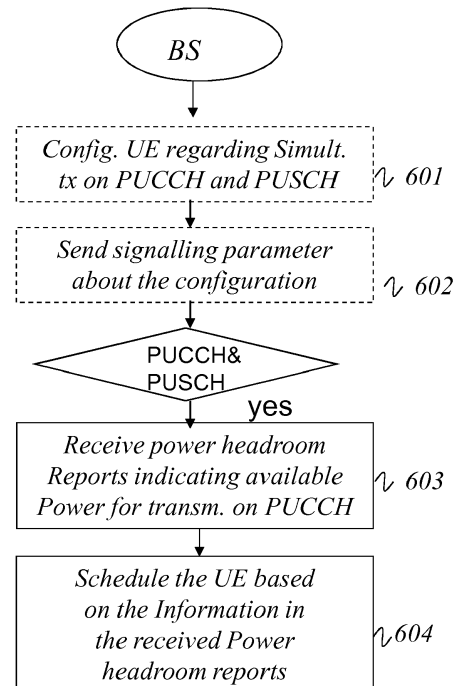 BS
Config. UE regarding Simult.
tx on PUCCH and PUSCH
601
Send signalling parameter
about the configuration
602
PUCCH&
PUSCH
yes
Receive power headroom
Reports indicating available
Power for transm. on PUCCH
603
Schedule the UE based
on the Information in
the received Power
headroom reports
604